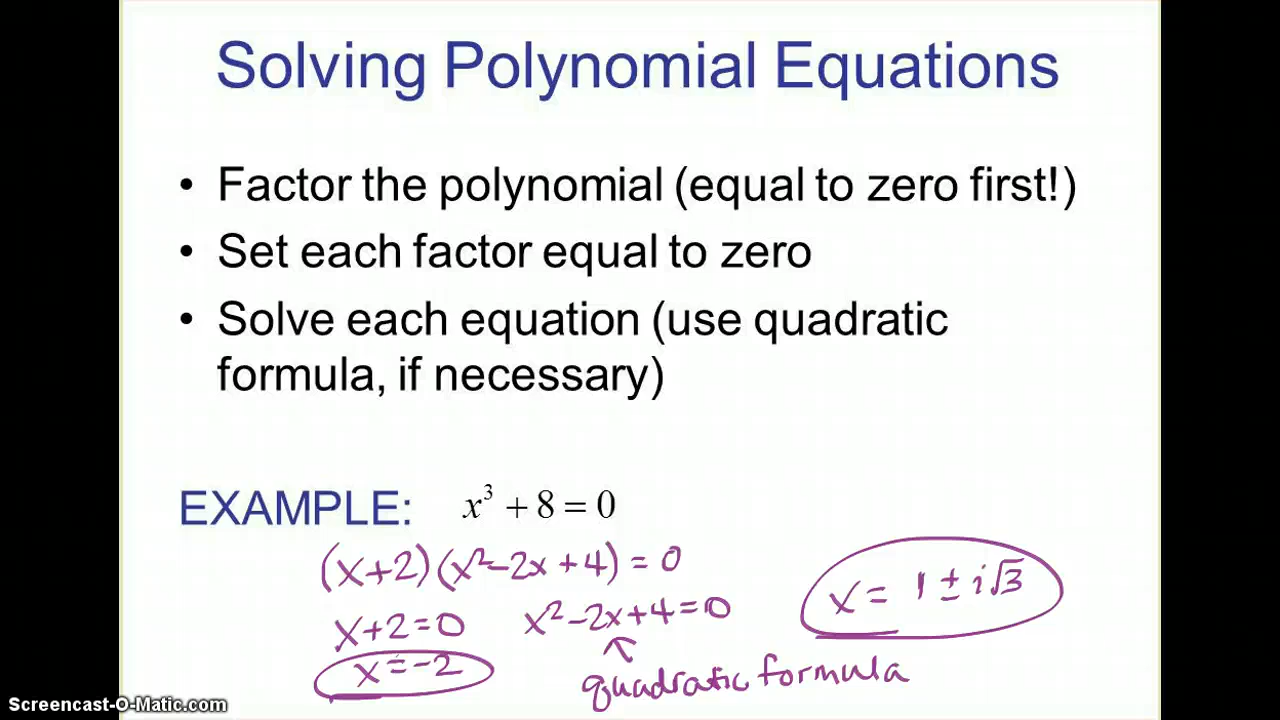 Solving Polynomial Equations
• Factor the polynomial (equal to zero first!)
• Set each factor equal to zero
• Solve each equation (use quadratic
formula, if necessary)
EXAMPLE: x³ + 8 = 0
(x+2)(x²-2x+4) = 0
x+2=0 x²-2x+4=0
x = 1 ± i√3
x=-2
↑
quadratic formula
Screencast-O-Matic.com